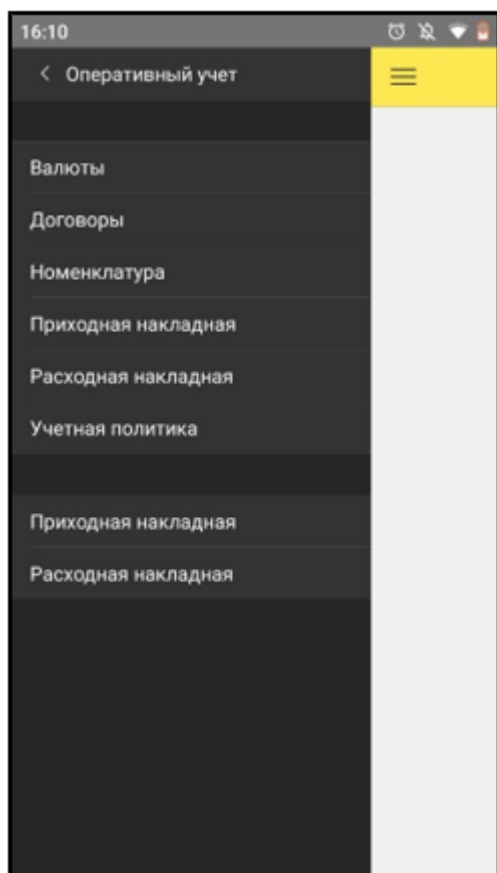 16:10
Оперативный учет
Валюты
Договоры
Номенклатура
Приходная накладная
Расходная накладная
Учетная политика
Приходная накладная
Расходная накладная